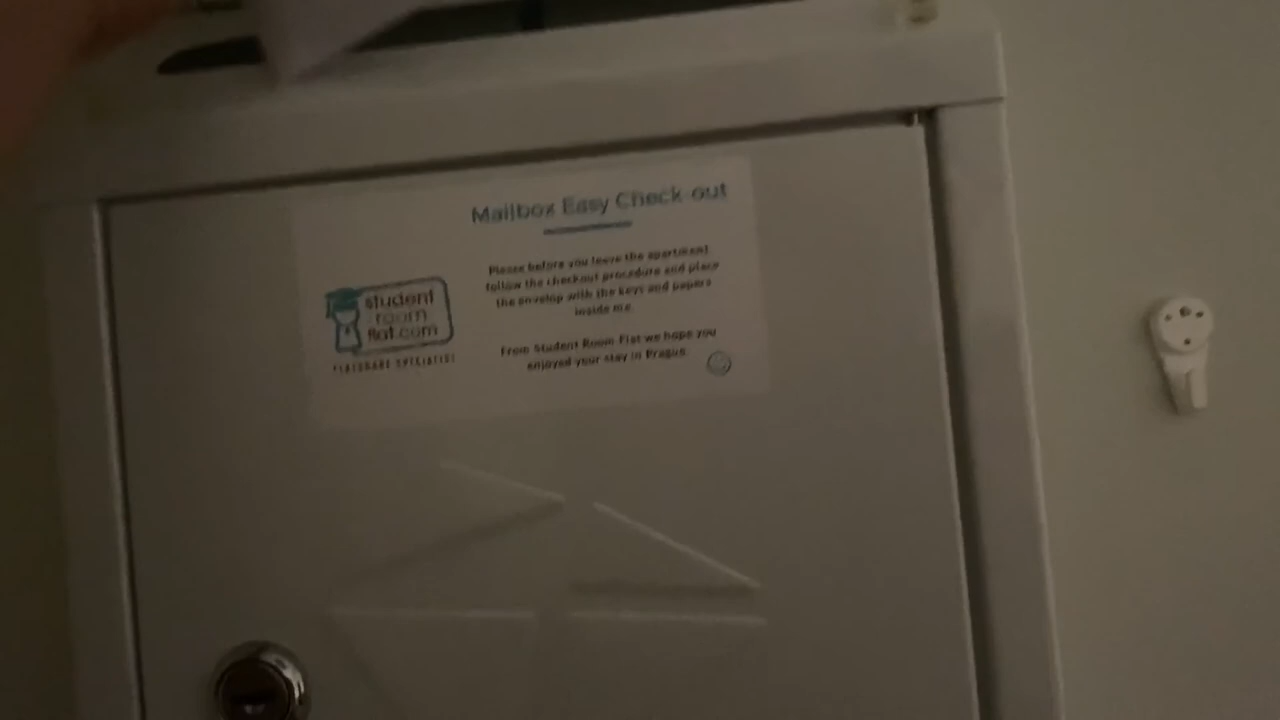 Mailbox Easy Check-out
Please before you leave the apartment
follow the checkout procedure and place
the envelop with the keys and papers
inside me.
From Student Room Flat we hope you
enjoyed your stay in Prague.
student
room
flat.com
FLATSHARE SPECIALIST